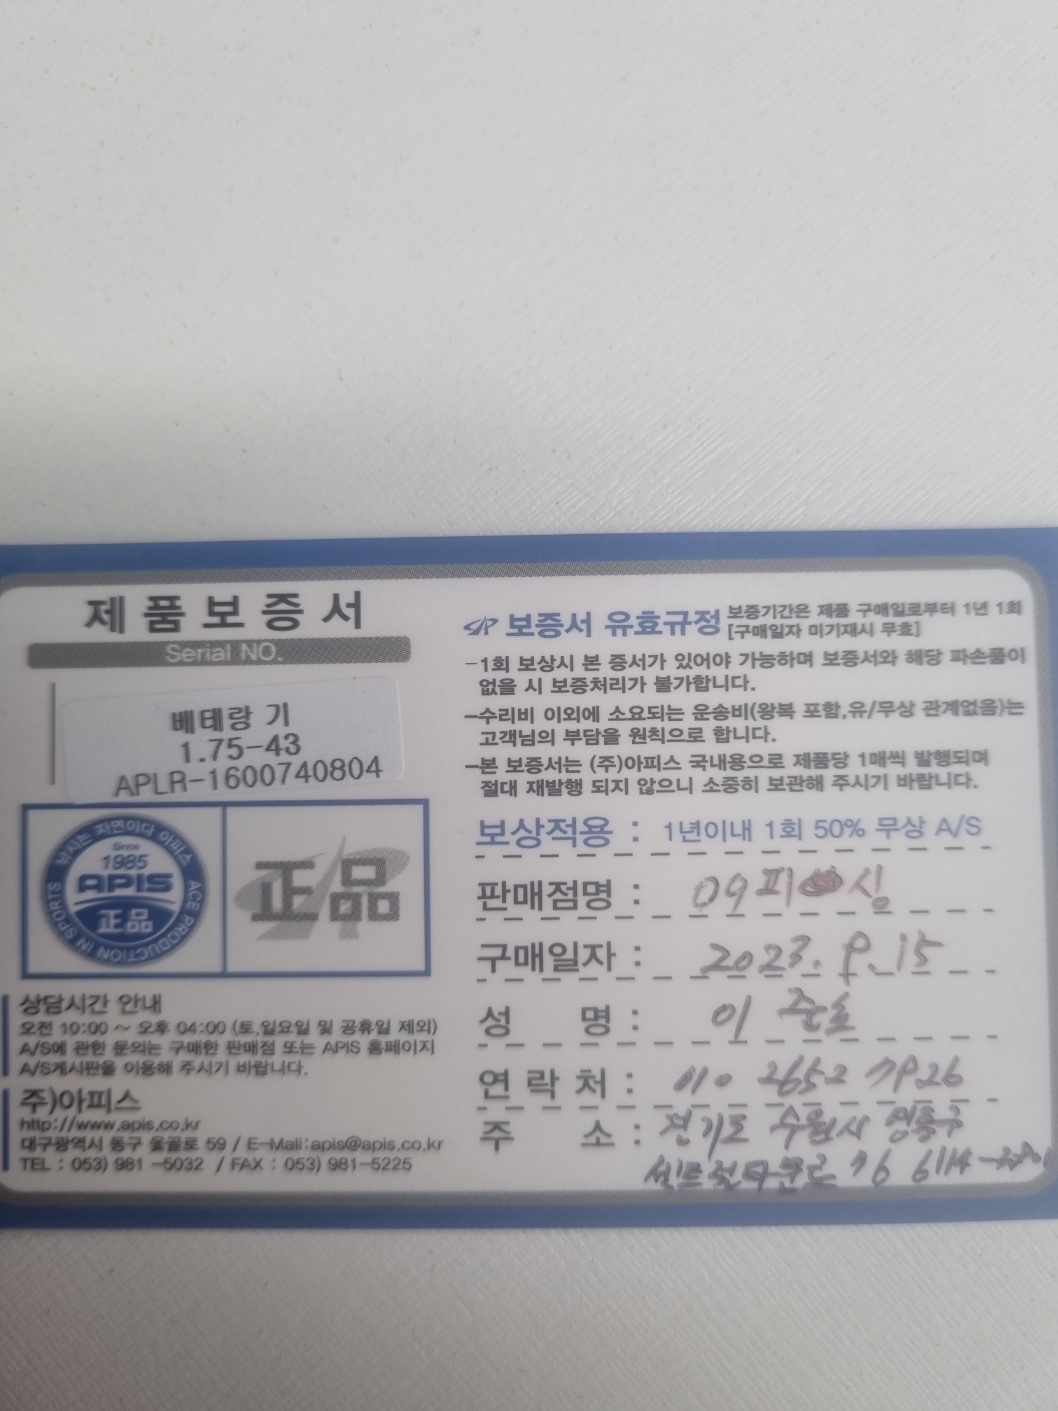 제품보증서
Serial NO.
베테랑 기
1.75-43
APLR-1600740804
낚시는 자연이다 아피스
Since
1985
APIS
正品
ACE PRODUCTION IN SPORTS
正品
상담시간 안내
오전 10:00 ~ 오후 04:00 (토,일요일 및 공휴일 제외)
A/S에 관한 문의는 구매한 판매점 또는 APIS 홈페이지
A/S게시판을 이용해 주시기 바랍니다.
주)아피스
http://www.apis.co.kr
대구광역시 동구 옻골로 59 / E-Mali:apis@apis.co.kr
TEL : 053) 981 -5032 / FAX : 053) 981-5225
보증서 유효규정 보증기간은 제품 구매일로부터 1년 1회
[구매일자 미기재시 무효]
-1회 보상시 본 증서가 있어야 가능하며 보증서와 해당 파손품이
없을 시 보증처리가 불가합니다.
-수리비 이외에 소요되는 운송비(왕복 포함,유/무상 관계없음)는
고객님의 부담을 원칙으로 합니다.
-본 보증서는 (주)아피스 국내용으로 제품당 1매씩 발행되며
절대 재발행 되지 않으니 소중히 보관해 주시기 바랍니다.
보상적용 : 1년이내 1회 50% 무상 A/S
판매점명 : 09피싱
구매일자 : 2023. 9. 15
성 명 : 이준호
연락처 : 010 2652
주 소 : 경기도 수원시 영통구
센트럴타운로 76